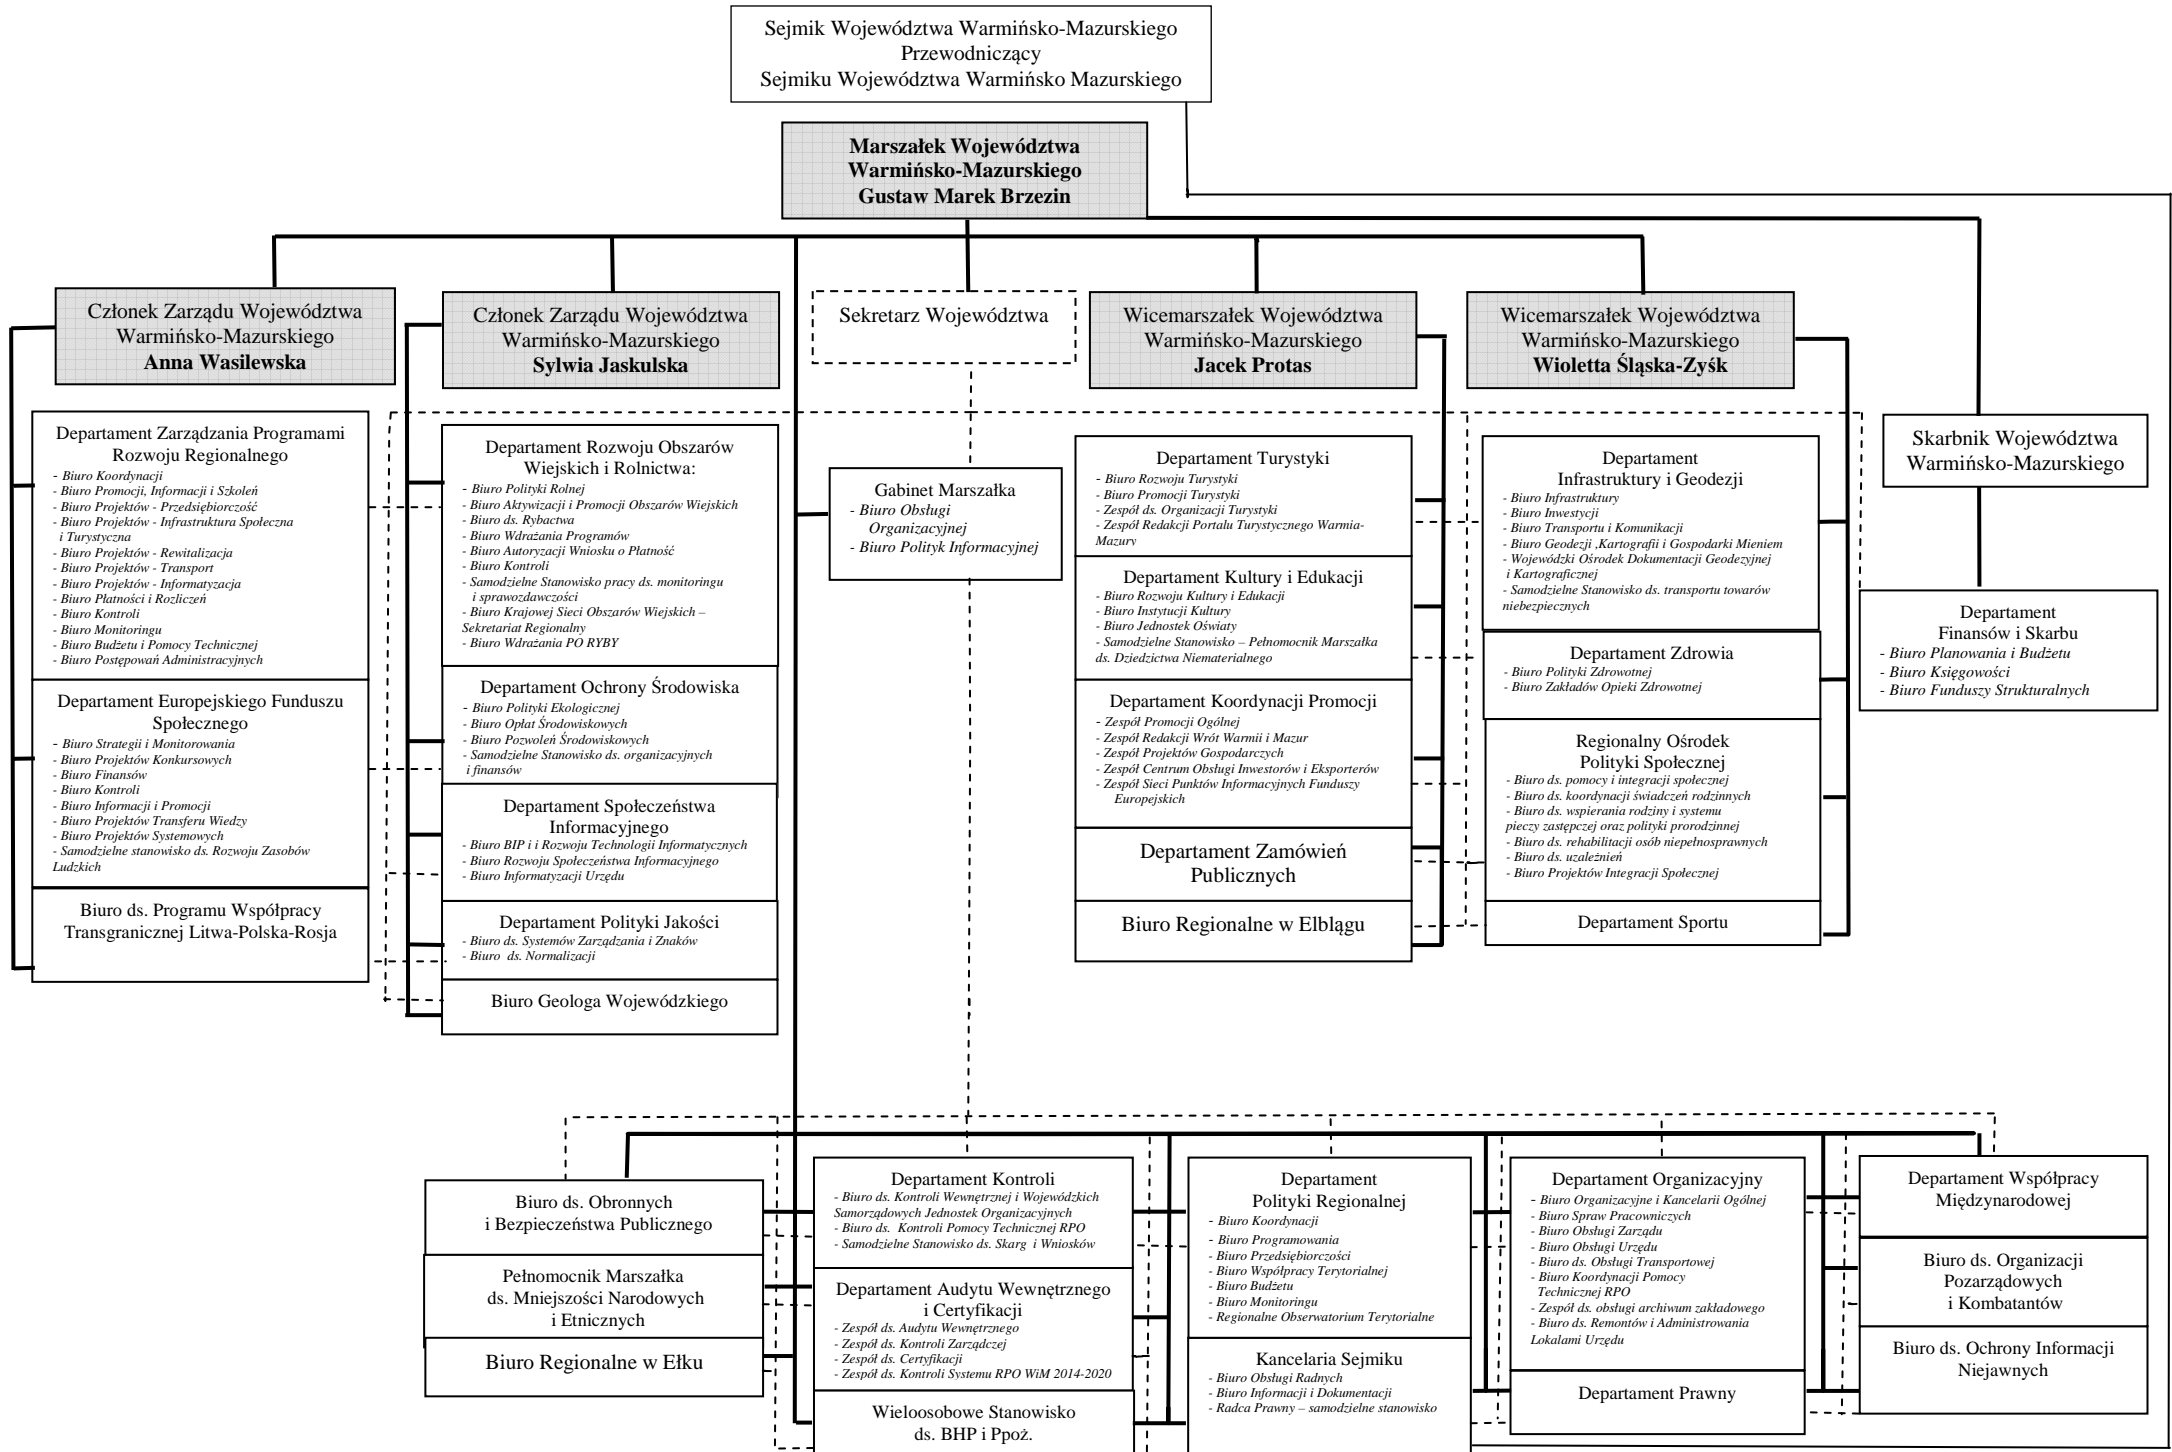 Sejmik Województwa Warmińsko-Mazurskiego
Przewodniczący
Sejmiku Województwa Warmińsko Mazurskiego
Marszałek Województwa
Warmińsko-Mazurskiego
Gustaw Marek Brzezin
Członek Zarządu Województwa
Warmińsko-Mazurskiego
Anna Wasilewska
Członek Zarządu Województwa
Warmińsko-Mazurskiego
Sylwia Jaskulska
Sekretarz Województwa
Wicemarszałek Województwa
Warmińsko-Mazurskiego
Jacek Protas
Wicemarszałek Województwa
Warmińsko-Mazurskiego
Wioletta Śląska-Zyśk
Departament Zarządzania Programami
Rozwoju Regionalnego
- Biuro Koordynacji
- Biuro Promocji, Informacji i Szkoleń
- Biuro Projektów - Przedsiębiorczość
- Biuro Projektów - Infrastruktura Społeczna
i Turystyczna
- Biuro Projektów - Rewitalizacja
- Biuro Projektów - Transport
- Biuro Projektów - Informatyzacja
- Biuro Płatności i Rozliczeń
- Biuro Kontroli
- Biuro Monitoringu
- Biuro Budżetu i Pomocy Technicznej
- Biuro Postępowań Administracyjnych
Departament Europejskiego Funduszu
Społecznego
- Biuro Strategii i Monitorowania
- Biuro Projektów Konkursowych
- Biuro Finansów
- Biuro Kontroli
- Biuro Informacji i Promocji
- Biuro Projektów Transferu Wiedzy
- Biuro Projektów Systemowych
- Samodzielne stanowisko ds. Rozwoju Zasobów
Ludzkich
Biuro ds. Programu Współpracy
Transgranicznej Litwa-Polska-Rosja
Departament Rozwoju Obszarów
Wiejskich i Rolnictwa:
- Biuro Polityki Rolnej
- Biuro Aktywizacji i Promocji Obszarów Wiejskich
- Biuro ds. Rybactwa
- Biuro Wdrażania Programów
- Biuro Autoryzacji Wniosku o Płatność
- Biuro Kontroli
- Samodzielne Stanowisko pracy ds. monitoringu
i sprawozdawczości
- Biuro Krajowej Sieci Obszarów Wiejskich –
Sekretariat Regionalny
- Biuro Wdrażania PO RYBY
Departament Ochrony Środowiska
- Biuro Polityki Ekologicznej
- Biuro Opłat Środowiskowych
- Biuro Pozwoleń Środowiskowych
- Samodzielne Stanowisko ds. organizacyjnych
i finansów
Departament Społeczeństwa
Informacyjnego
- Biuro BIP i i Rozwoju Technologii Informatycznych
- Biuro Rozwoju Społeczeństwa Informacyjnego
- Biuro Informatyzacji Urzędu
Departament Polityki Jakości
- Biuro ds. Systemów Zarządzania i Znaków
- Biuro ds. Normalizacji
Biuro Geologa Wojewódzkiego
Gabinet Marszałka
- Biuro Obsługi
Organizacyjnej
- Biuro Polityk Informacyjnej
Departament Turystyki
- Biuro Rozwoju Turystyki
- Biuro Promocji Turystyki
- Zespół ds. Organizacji Turystyki
- Zespół Redakcji Portalu Turystycznego Warmia-
Mazury
Departament Kultury i Edukacji
- Biuro Rozwoju Kultury i Edukacji
- Biuro Instytucji Kultury
- Biuro Jednostek Oświaty
- Samodzielne Stanowisko – Pełnomocnik Marszałka
ds. Dziedzictwa Niematerialnego
Departament Koordynacji Promocji
- Zespół Promocji Ogólnej
- Zespół Redakcji Wrót Warmii i Mazur
- Zespół Projektów Gospodarczych
- Zespół Centrum Obsługi Inwestorów i Eksporterów
- Zespół Sieci Punktów Informacyjnych Funduszy
Europejskich
Departament Zamówień
Publicznych
Biuro Regionalne w Elblągu
Departament
Infrastruktury i Geodezji
- Biuro Infrastruktury
- Biuro Inwestycji
- Biuro Transportu i Komunikacji
- Biuro Geodezji ,Kartografii i Gospodarki Mieniem
- Wojewódzki Ośrodek Dokumentacji Geodezyjnej
i Kartograficznej
- Samodzielne Stanowisko ds. transportu towarów
niebezpiecznych
Departament Zdrowia
- Biuro Polityki Zdrowotnej
- Biuro Zakładów Opieki Zdrowotnej
Regionalny Ośrodek
Polityki Społecznej
- Biuro ds. pomocy i integracji społecznej
- Biuro ds. koordynacji świadczeń rodzinnych
- Biuro ds. wspierania rodziny i systemu
pieczy zastępczej oraz polityki prorodzinnej
- Biuro ds. rehabilitacji osób niepełnosprawnych
- Biuro ds. uzależnień
- Biuro Projektów Integracji Społecznej
Departament Sportu
Skarbnik Województwa
Warmińsko-Mazurskiego
Departament
Finansów i Skarbu
- Biuro Planowania i Budżetu
- Biuro Księgowości
- Biuro Funduszy Strukturalnych
Biuro ds. Obronnych
i Bezpieczeństwa Publicznego
Pełnomocnik Marszałka
ds. Mniejszości Narodowych
i Etnicznych
Biuro Regionalne w Ełku
Departament Kontroli
- Biuro ds. Kontroli Wewnętrznej i Wojewódzkich
Samorządowych Jednostek Organizacyjnych
- Biuro ds. Kontroli Pomocy Technicznej RPO
- Samodzielne Stanowisko ds. Skarg i Wniosków
Departament Audytu Wewnętrznego
i Certyfikacji
- Zespół ds. Audytu Wewnętrznego
- Zespół ds. Kontroli Zarządczej
- Zespół ds. Certyfikacji
- Zespół ds. Kontroli Systemu RPO WiM 2014-2020
Wieloosobowe Stanowisko
ds. BHP i Ppoż.
Departament
Polityki Regionalnej
- Biuro Koordynacji
- Biuro Programowania
- Biuro Przedsiębiorczości
- Biuro Współpracy Terytorialnej
- Biuro Budżetu
- Biuro Monitoringu
- Regionalne Obserwatorium Terytorialne
Kancelaria Sejmiku
- Biuro Obsługi Radnych
- Biuro Informacji i Dokumentacji
- Radca Prawny – samodzielne stanowisko
Departament Organizacyjny
- Biuro Organizacyjne i Kancelarii Ogólnej
- Biuro Spraw Pracowniczych
- Biuro Obsługi Zarządu
- Biuro Obsługi Urzędu
- Biuro ds. Obsługi Transportowej
- Biuro Koordynacji Pomocy
Technicznej RPO
- Zespół ds. obsługi archiwum zakładowego
- Biuro ds. Remontów i Administrowania
Lokalami Urzędu
Departament Prawny
Departament Współpracy
Międzynarodowej
Biuro ds. Organizacji
Pozarządowych
i Kombatantów
Biuro ds. Ochrony Informacji
Niejawnych